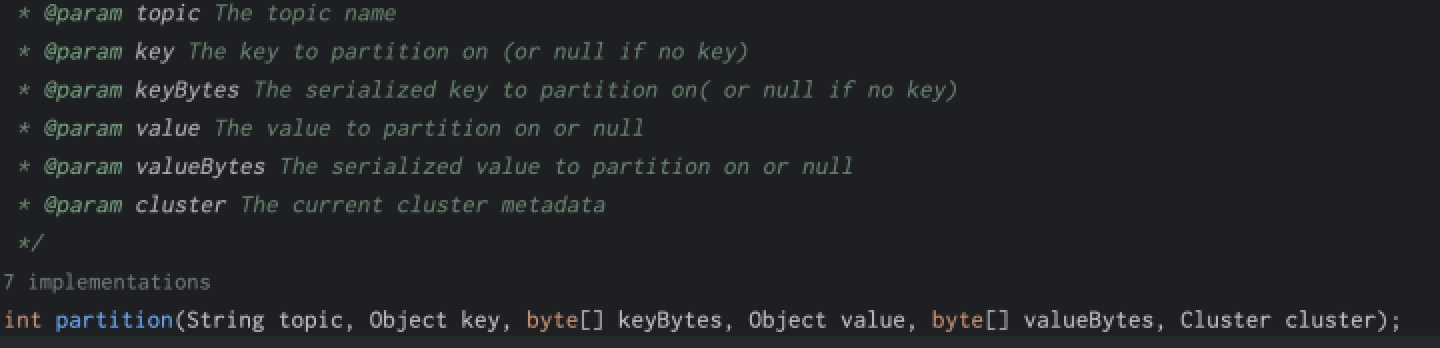 * @param topic The topic name
* @param key The key to partition on (or null if no key)
* @param keyBytes The serialized key to partition on( or null if no key)
* @param value The value to partition on or null
* @param valueBytes The serialized value to partition on or null
* @param cluster The current cluster metadata
*/
7 implementations
int partition(String topic, Object key, byte[] keyBytes, Object value, byte[] valueBytes, Cluster cluster);